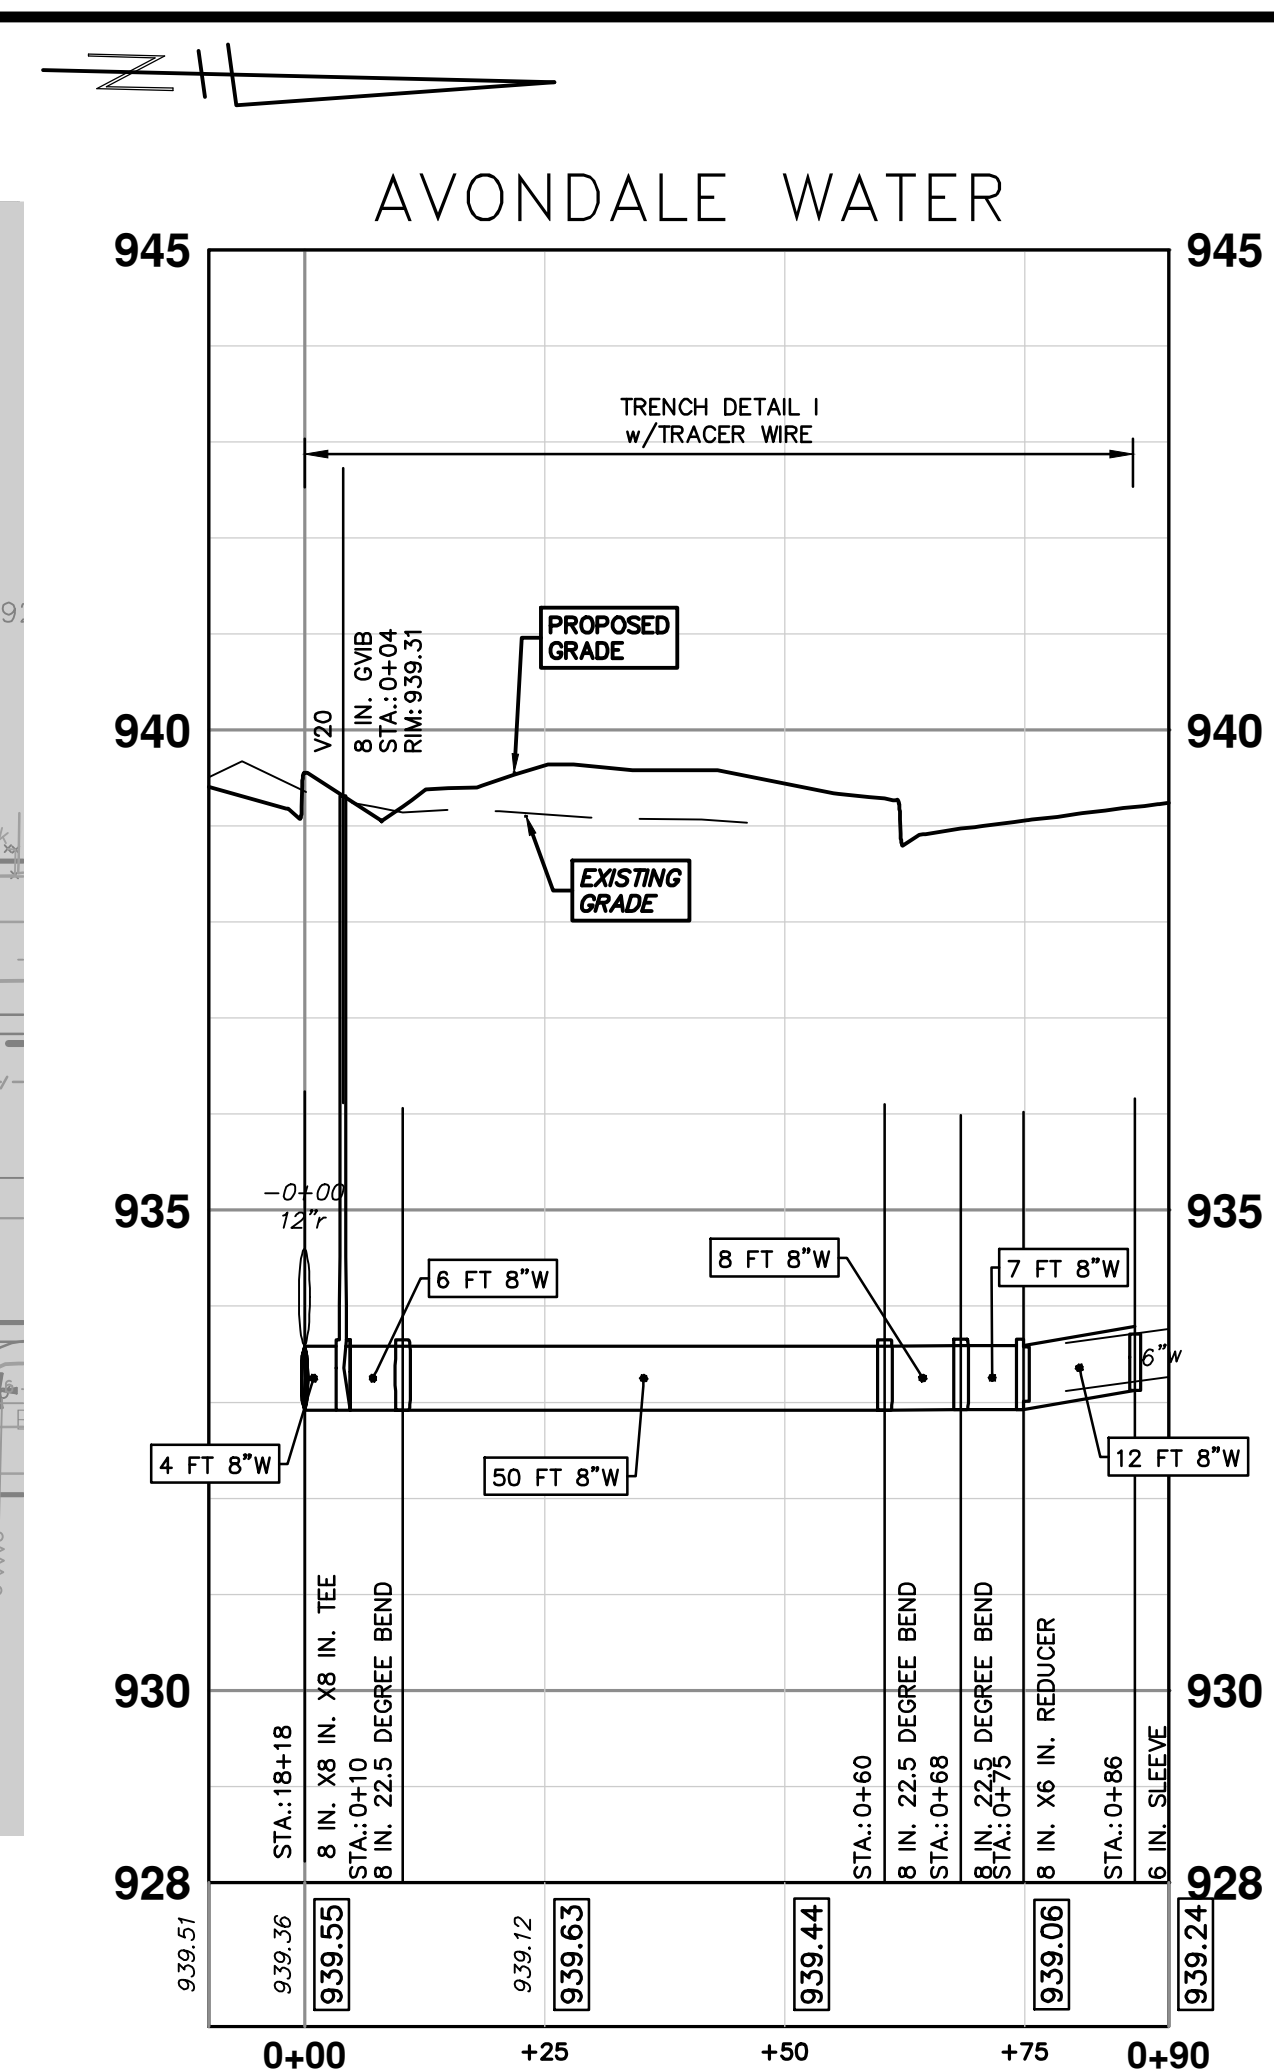 N
AVONDALE WATER
945
945
TRENCH DETAIL I
w/TRACER WIRE
PROPOSED
GRADE
V20
8 IN. GVIB
STA.:0+04
RIM:939.31
940
940
EXISTING
GRADE
-0+00
12"r
935
935
6 FT 8"W
8 FT 8"W
7 FT 8"W
6"W
4 FT 8"W
50 FT 8"W
12 FT 8"W
930
930
STA.:18+18
8 IN. X8 IN. X8 IN. TEE
STA.:0+10
8 IN. 22.5 DEGREE BEND
STA.:0+60
8 IN. 22.5 DEGREE BEND
STA.:0+68
8 IN. 22.5 DEGREE BEND
STA.:0+75
8 IN. X6 IN. REDUCER
STA.:0+86
6 IN. SLEEVE
928
928
939.51
939.36
939.55
939.12
939.63
939.44
939.06
939.24
0+00
+25
+50
+75
0+90